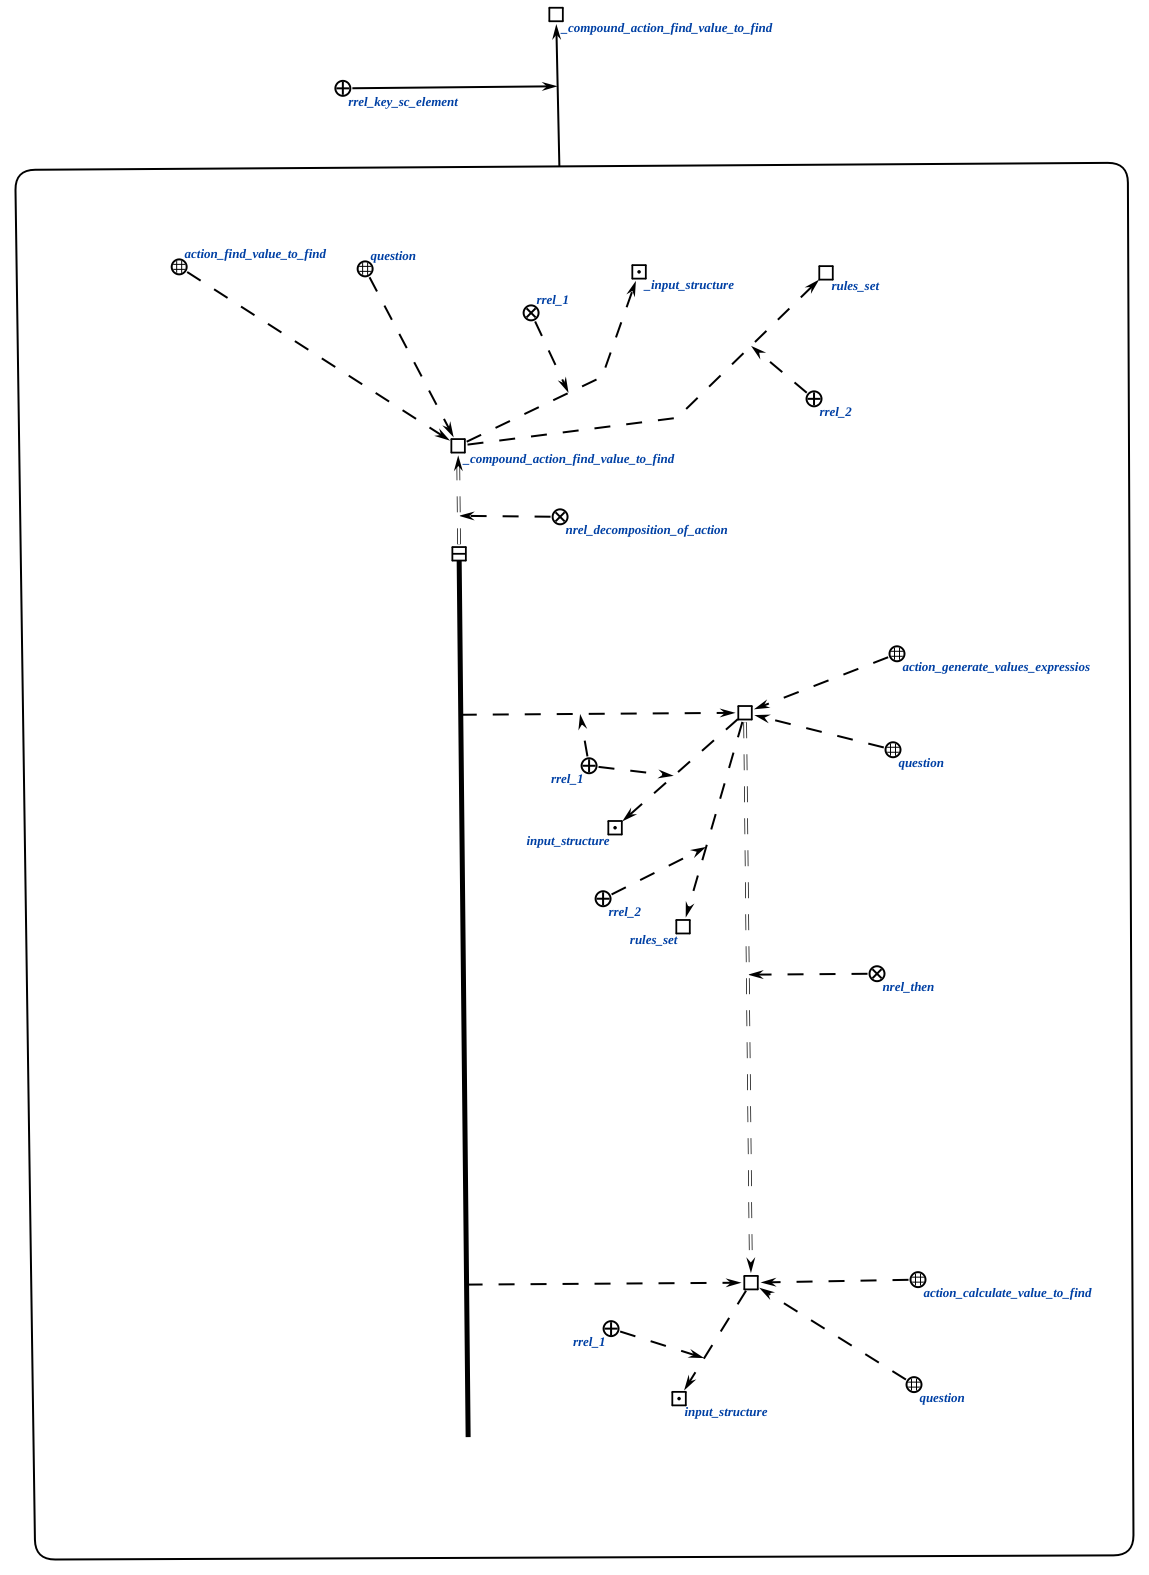 _compound_action_find_value_to_find
rrel_key_sc_element
action_find_value_to_find
question
_input_structure
rules_set
rrel_1
rrel_2
_compound_action_find_value_to_find
nrel_decomposition_of_action
action_generate_values_expressios
question
rrel_1
input_structure
rrel_2
rules_set
nrel_then
action_calculate_value_to_find
rrel_1
question
input_structure